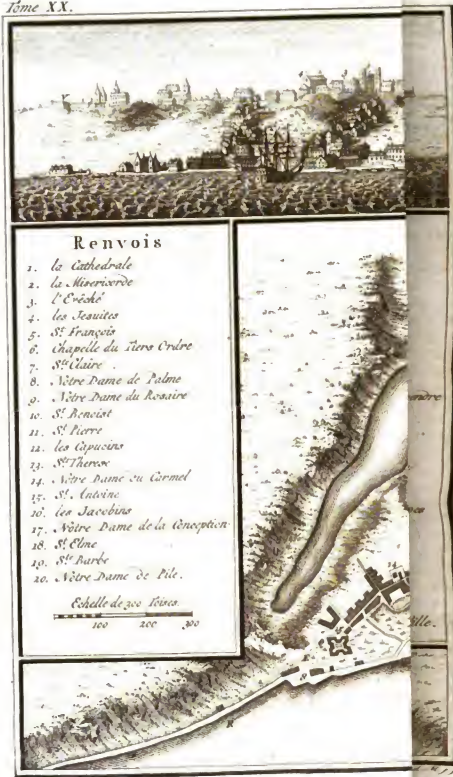 Tome XX.
Renvois
1. la Cathedrale
2. la Misericorde
3. l'Evêché
4. les Jesuites
5. St. François
6. Chapelle du Tiers Ordre
7. Ste Claire.
8. Nôtre Dame de Palme
9. Nôtre Dame du Rosaire
10. St. Benoist
11. St. Pierre
12. les Capucins
13. Ste Therese
14. Nôtre Dame du Carmel
15. St. Antoine
16. les Jacobins
17. Nôtre Dame de la Conception
18. St. Elme
19. Ste Barbe
20. Nôtre Dame de Pile.
Echelle de 300 Toises.
100 200 300
14
Ville.